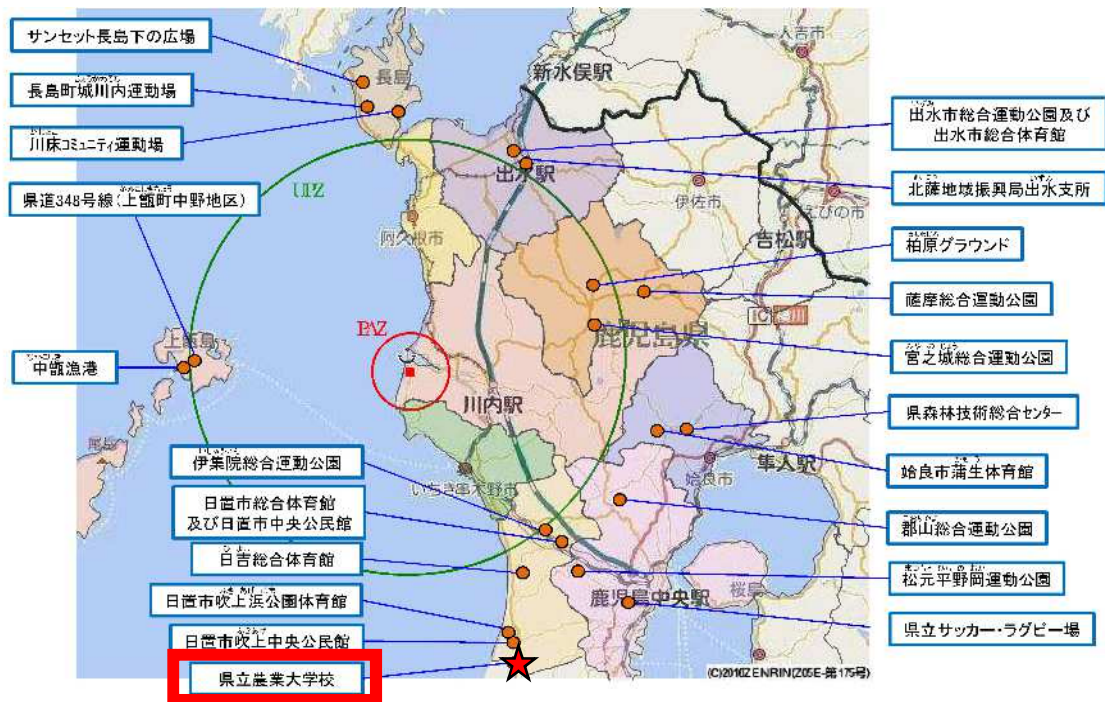 サンセット長島下の広場
長島町城川内運動場
川床コミュニティ運動場
県道348号線(上甑町中野地区)
中甑漁港
伊集院総合運動公園
日置市総合体育館
及び日置市中央公民館
日吉総合体育館
日置市吹上浜公園体育館
日置市吹上中央公民館
県立農業大学校
長島
新水俣駅
人吉市
出水駅
UPZ
伊佐市
えびの市
吉松駅
阿久根市
PAZ
鹿児島県
IC
上甑島
川内駅
いちき串木野市
姶良市
隼人駅
鹿児島中央駅
桜島
出水市総合運動公園及び
出水市総合体育館
北薩地域振興局出水支所
柏原グラウンド
薩摩総合運動公園
宮之城総合運動公園
県森林技術総合センター
姶良市蒲生体育館
郡山総合運動公園
松元平野岡運動公園
県立サッカー・ラグビー場
(C)2010ZENRIN(Z05E-第175号)